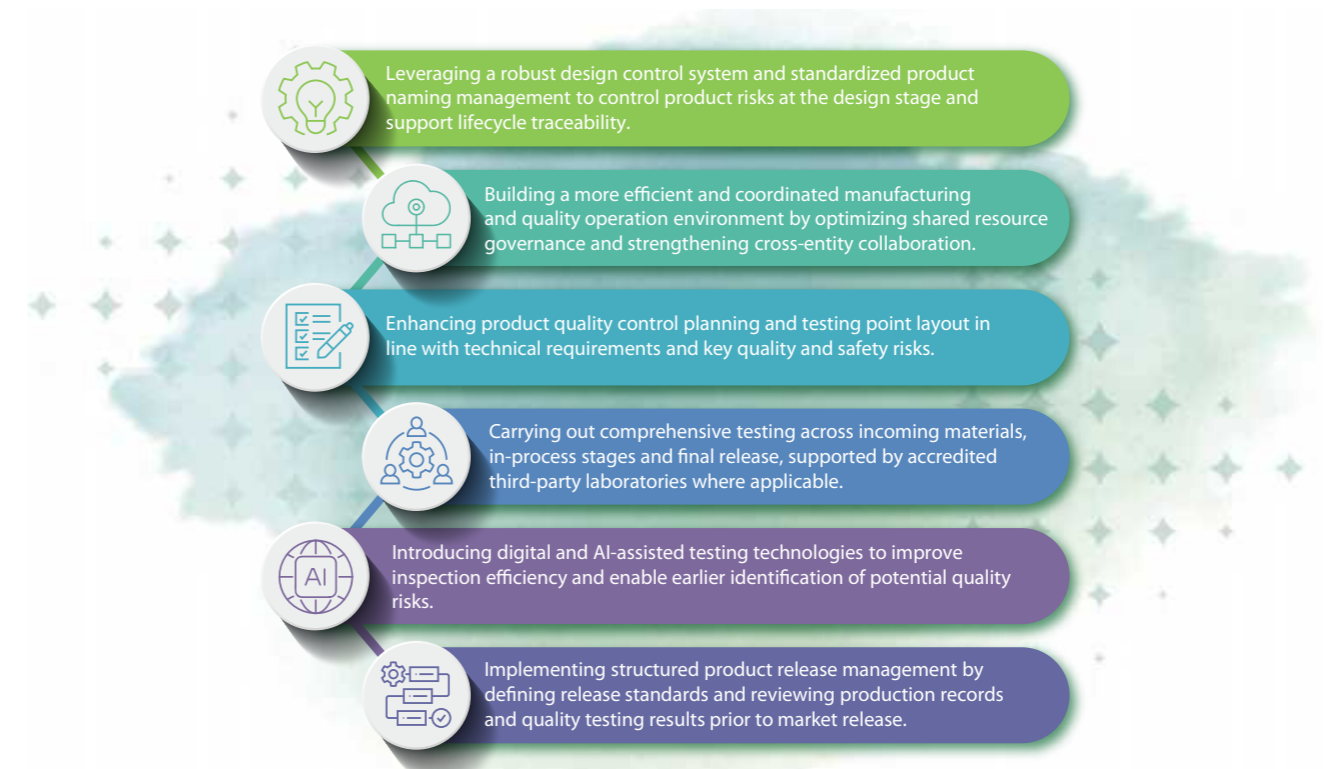 Leveraging a robust design control system and standardized product
naming management to control product risks at the design stage and
support lifecycle traceability.
Building a more efficient and coordinated manufacturing
and quality operation environment by optimizing shared resource
governance and strengthening cross-entity collaboration.
Enhancing product quality control planning and testing point layout in
line with technical requirements and key quality and safety risks.
Carrying out comprehensive testing across incoming materials,
in-process stages and final release, supported by accredited
third-party laboratories where applicable.
AI
Introducing digital and AI-assisted testing technologies to improve
inspection efficiency and enable earlier identification of potential quality
risks.
Implementing structured product release management by
defining release standards and reviewing production records
and quality testing results prior to market release.